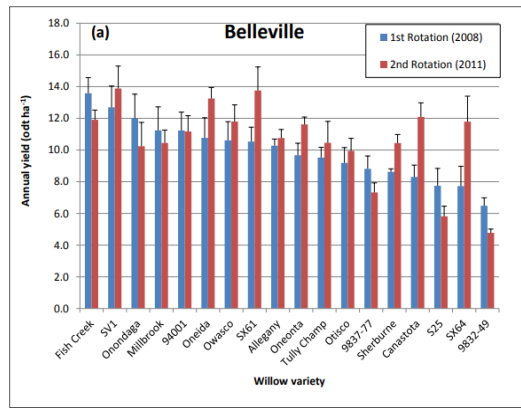 (a)
Belleville
1st Rotation (2008)
2nd Rotation (2011)
Annual yield (odt ha⁻¹)
18.0
16.0
14.0
12.0
10.0
8.0
6.0
4.0
2.0
0.0
Fish Creek
SV1
Onondaga
Millbrook
94001
Oneida
Owasco
SX61
Allegany
Oneonta
Tully Champ
Otisco
9837-77
Sherburne
Canastota
S25
SX64
9832-49
Willow variety